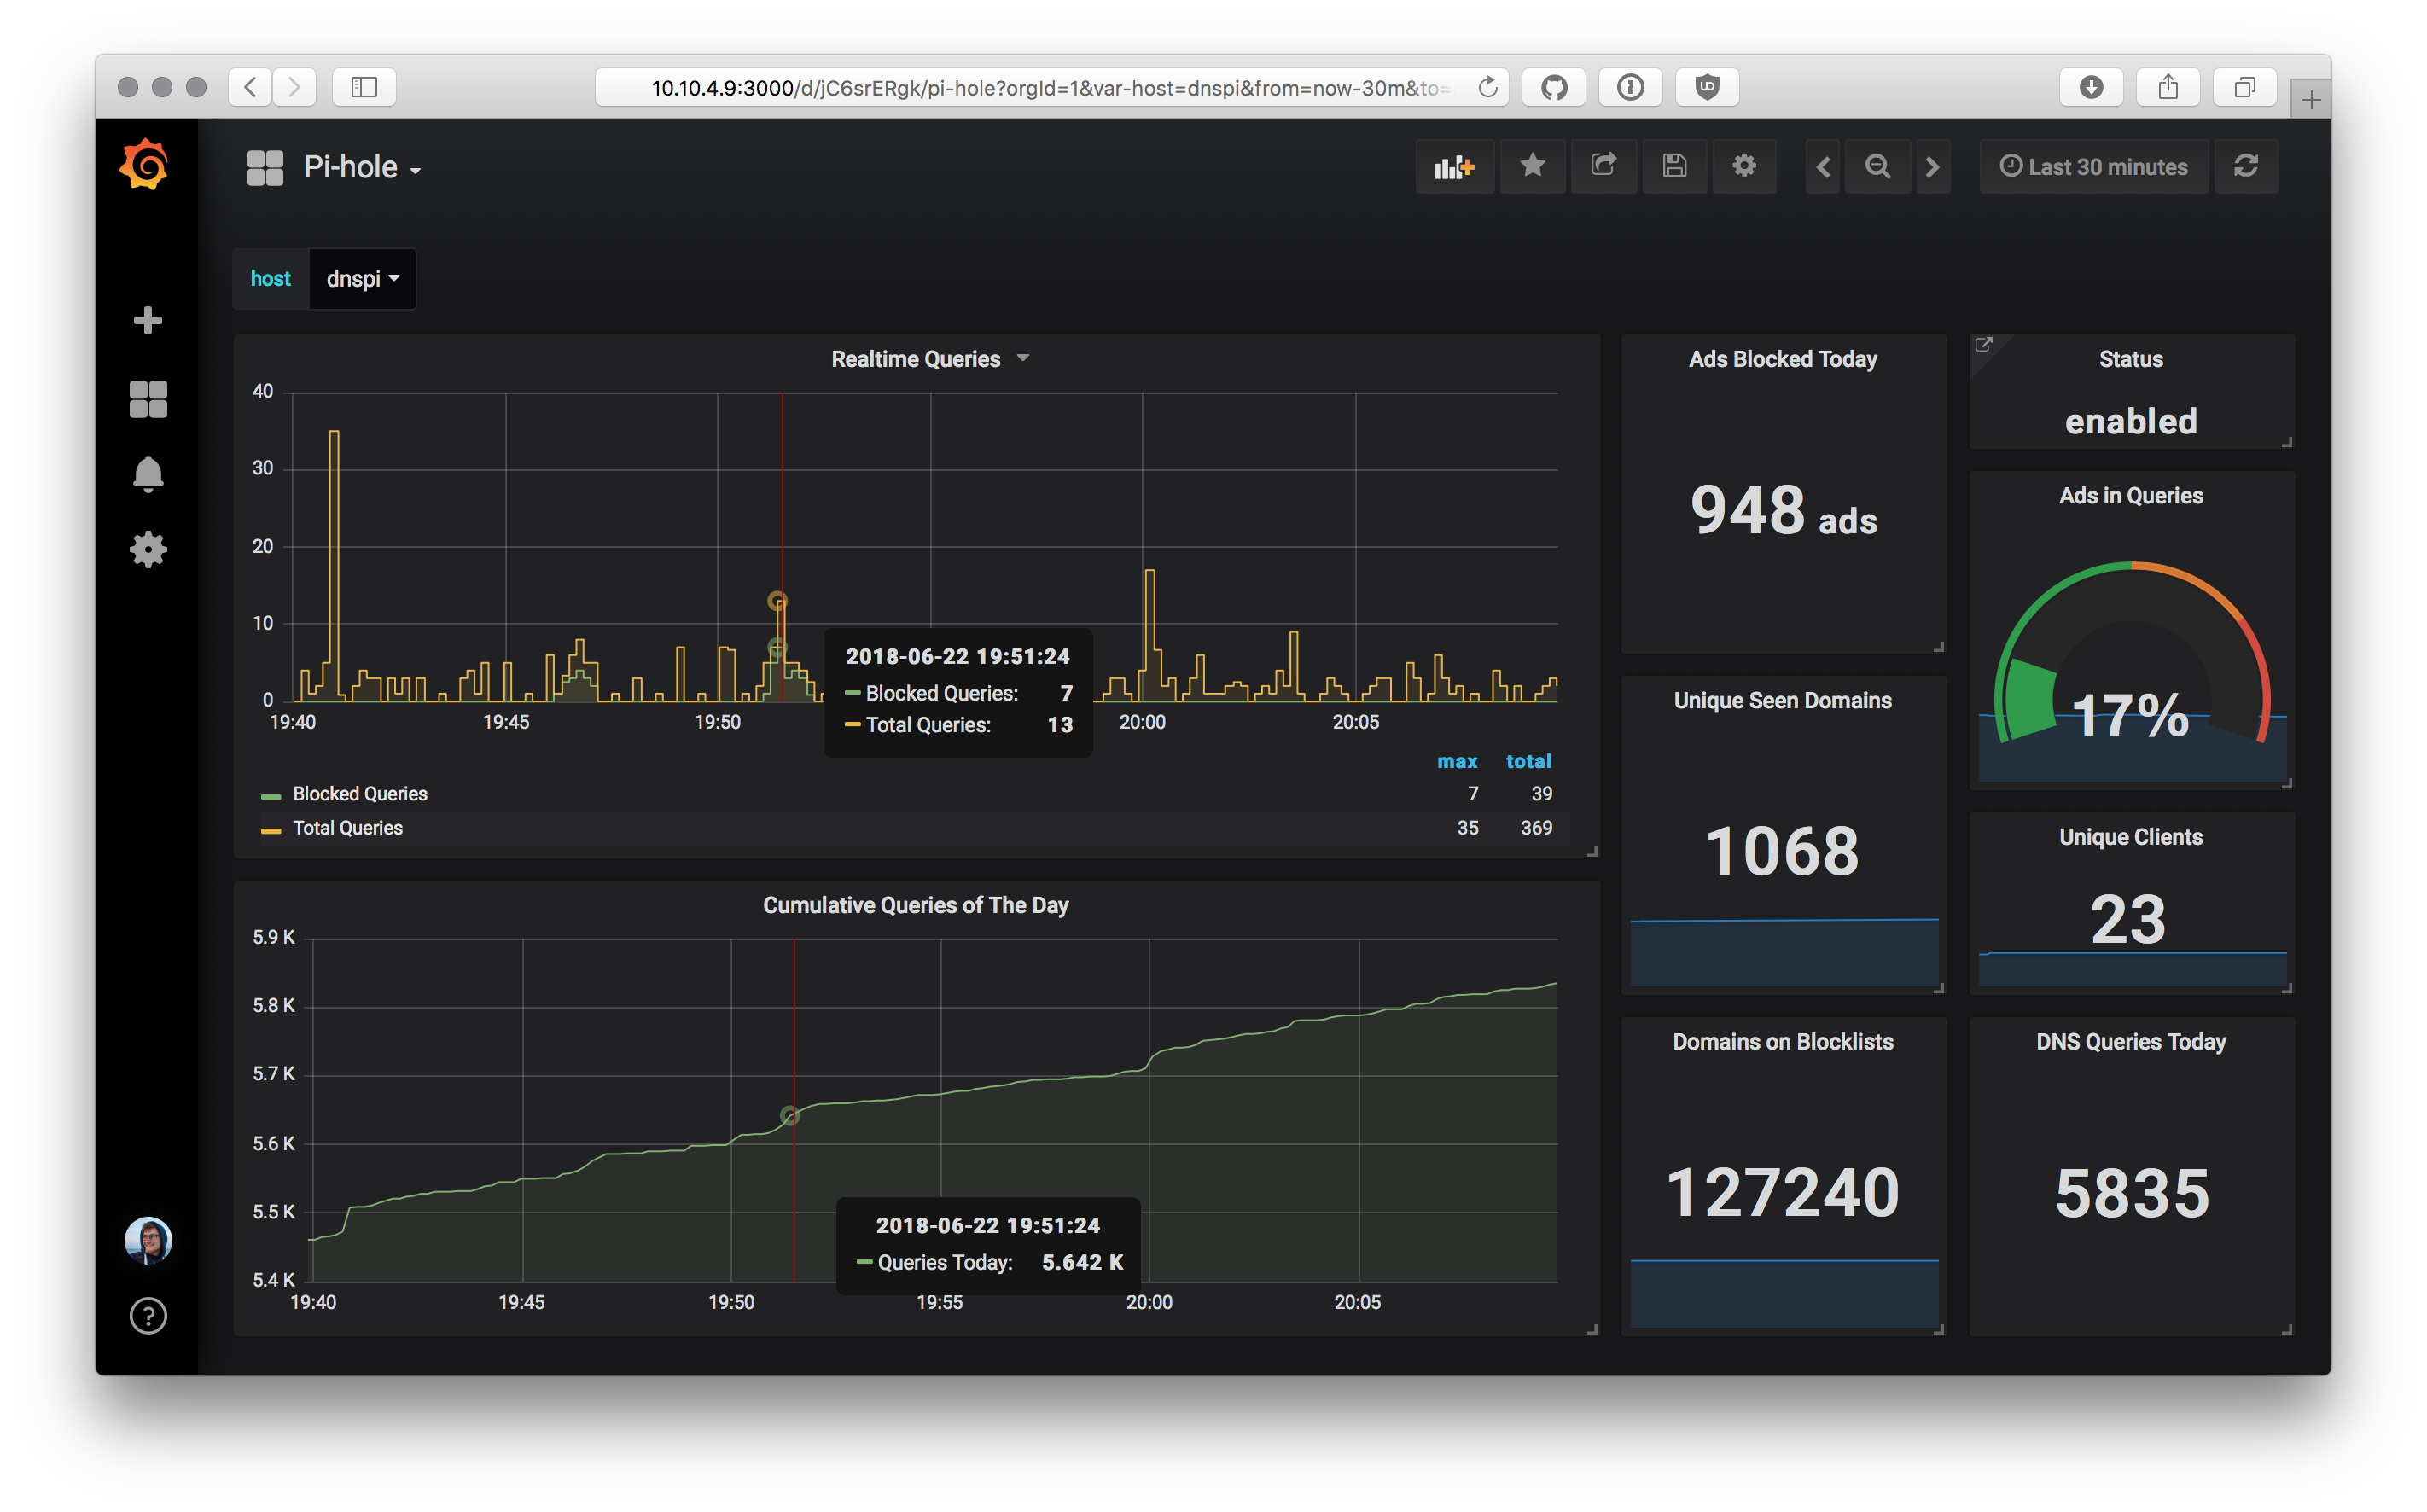 10.10.4.9:3000/d/jC6srERgk/pi-hole?orgId=1&var-host=dnspi&from=now-30m&to=
Pi-hole
Last 30 minutes
host dnspi
Realtime Queries
40
30
20
10
0
19:40 19:45 19:50 20:00 20:05
2018-06-22 19:51:24
Blocked Queries: 7
Total Queries: 13
max total
Blocked Queries 7 39
Total Queries 35 369
Cumulative Queries of The Day
5.9 K
5.8 K
5.7 K
5.6 K
5.5 K
5.4 K
19:40 19:45 19:50 19:55 20:00 20:05
2018-06-22 19:51:24
Queries Today: 5.642 K
Ads Blocked Today
948 ads
Status
enabled
Ads in Queries
17%
Unique Seen Domains
1068
Unique Clients
23
Domains on Blocklists
127240
DNS Queries Today
5835